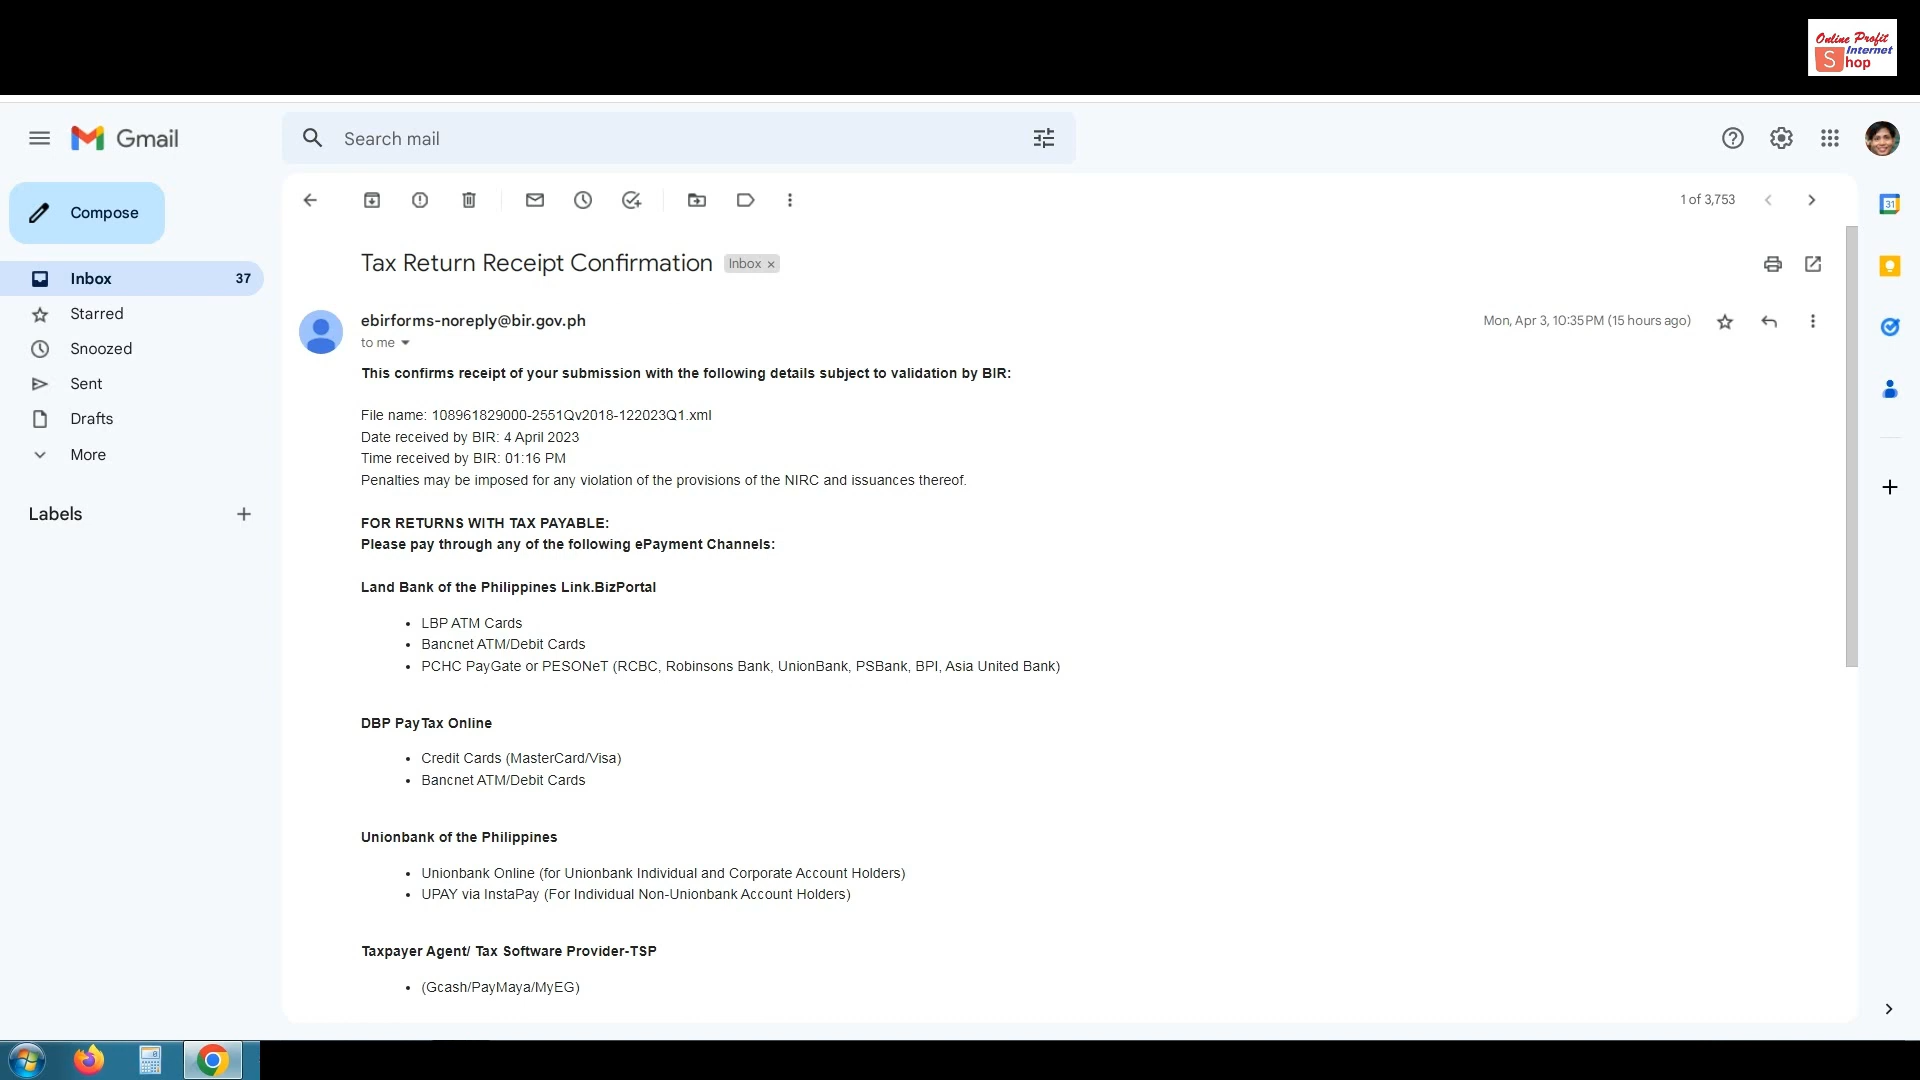 Online Profit
Internet
S hop
Gmail
Search mail
Compose
1 of 3,753
31
Tax Return Receipt Confirmation
Inbox x
Inbox 37
Starred
Snoozed
Sent
Drafts
More
Labels
ebirforms-noreply@bir.gov.ph
Mon, Apr 3, 10:35 PM (15 hours ago)
to me
This confirms receipt of your submission with the following details subject to validation by BIR:
File name: 108961829000-2551Qv2018-122023Q1.xml
Date received by BIR: 4 April 2023
Time received by BIR: 01:16 PM
Penalties may be imposed for any violation of the provisions of the NIRC and issuances thereof.
FOR RETURNS WITH TAX PAYABLE:
Please pay through any of the following ePayment Channels:
Land Bank of the Philippines Link.BizPortal
• LBP ATM Cards
• Bancnet ATM/Debit Cards
• PCHC PayGate or PESONeT (RCBC, Robinsons Bank, UnionBank, PSBank, BPI, Asia United Bank)
DBP PayTax Online
• Credit Cards (MasterCard/Visa)
• Bancnet ATM/Debit Cards
Unionbank of the Philippines
• Unionbank Online (for Unionbank Individual and Corporate Account Holders)
• UPAY via InstaPay (For Individual Non-Unionbank Account Holders)
Taxpayer Agent/ Tax Software Provider-TSP
• (Gcash/PayMaya/MyEG)